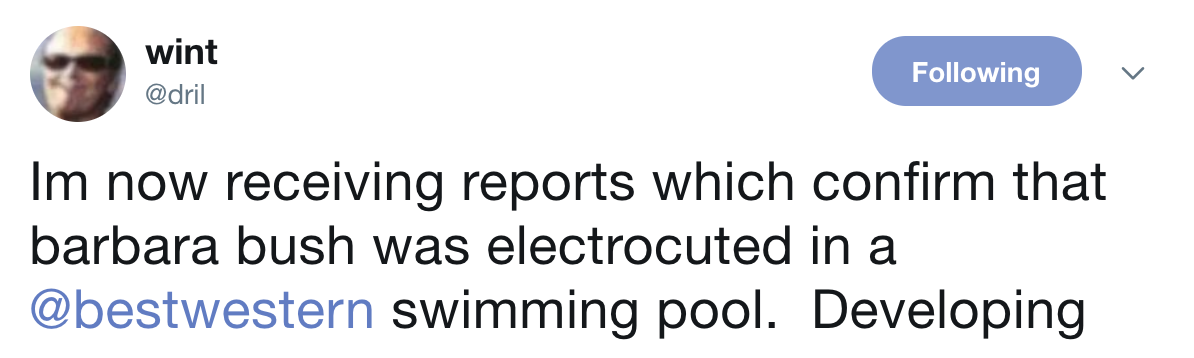 wint
@dril
Following
Im now receiving reports which confirm that
barbara bush was electrocuted in a
@bestwestern swimming pool.  Developing